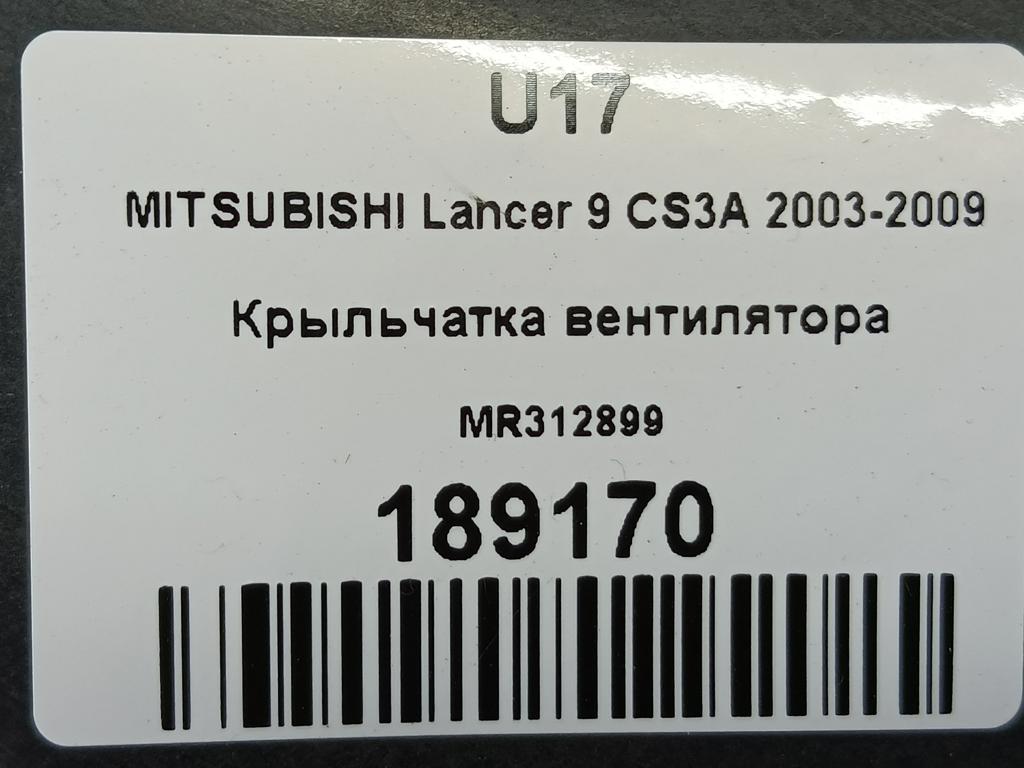 U17
MITSUBISHI Lancer 9 CS3A 2003-2009
Крыльчатка вентилятора
MR312899
189170